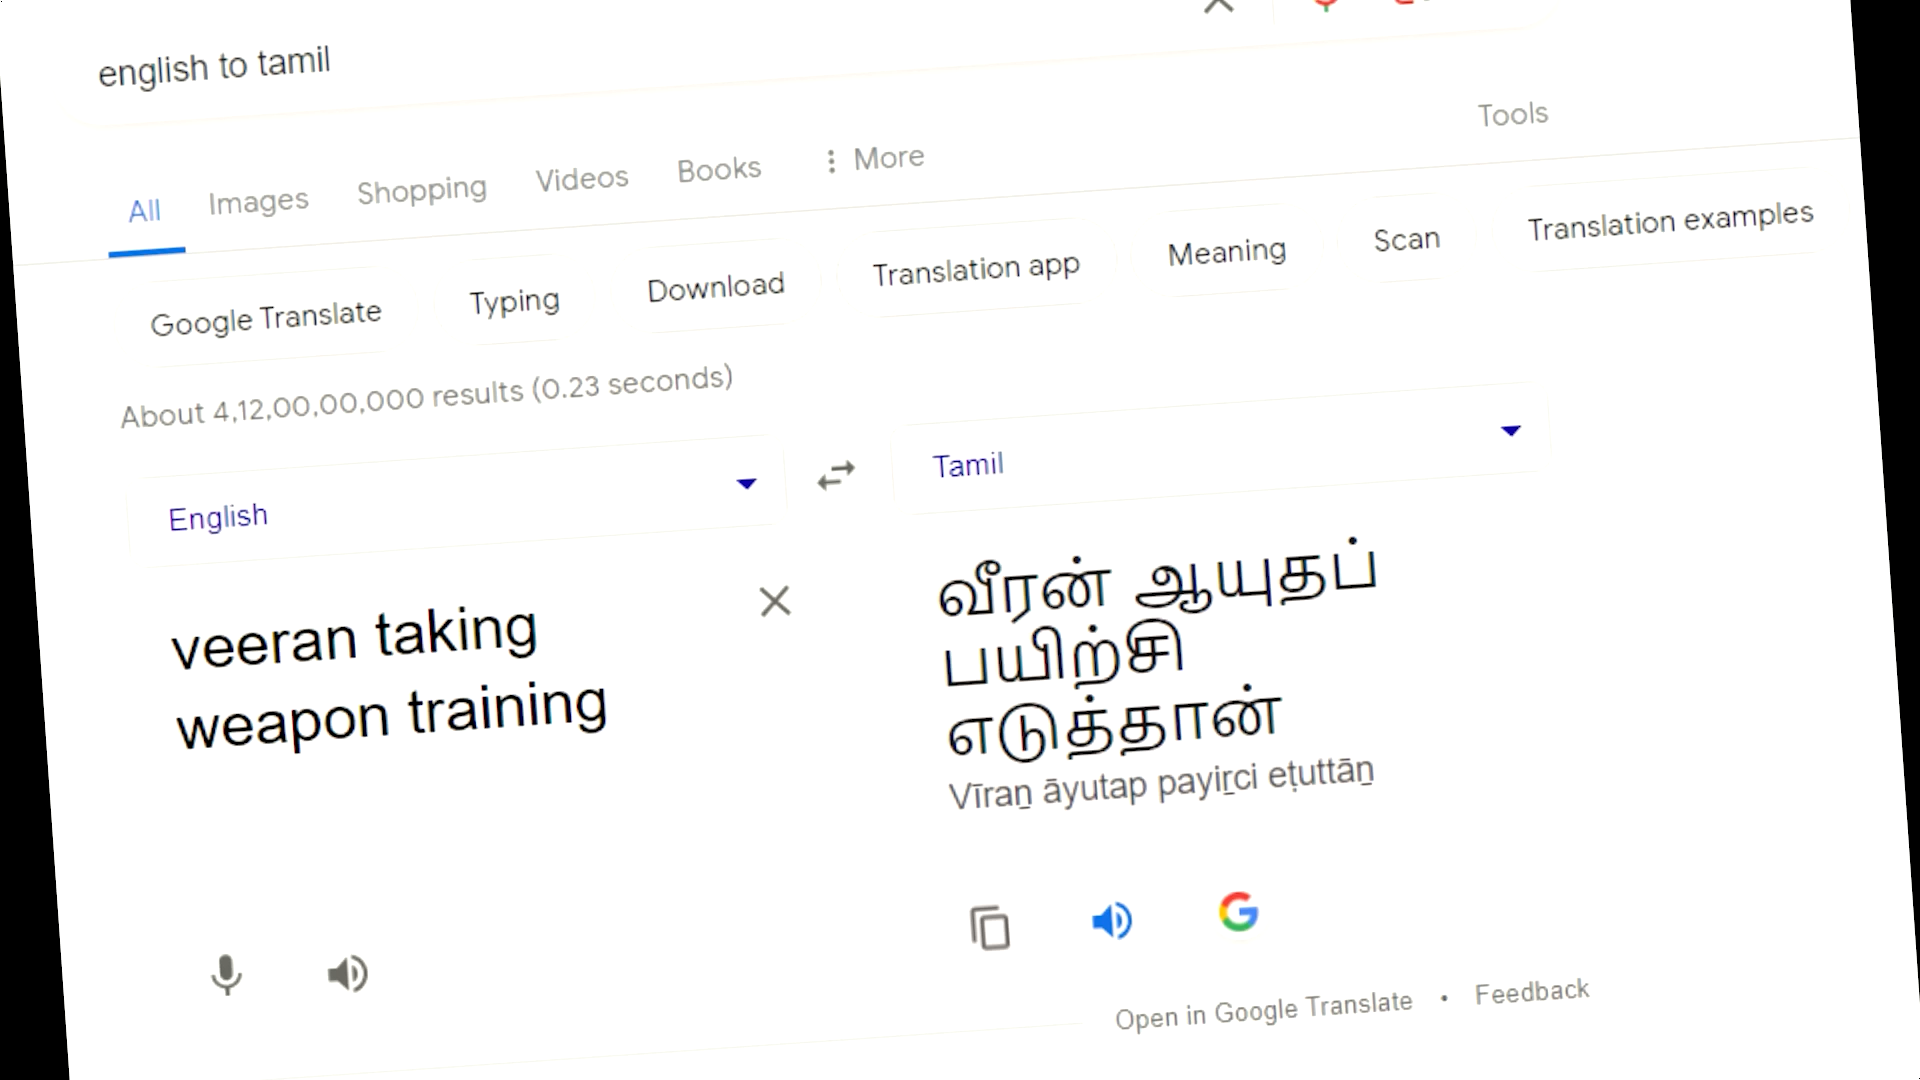 english to tamil
All Images Shopping Videos Books More Tools
Google Translate Typing Download Translation app Meaning Scan Translation examples
About 4,12,00,00,000 results (0.23 seconds)
English Tamil
veeran taking
weapon training
வீரன் ஆயுதப்
பயிற்சி
எடுத்தான்
Vīraṉ āyutap payiṟci eṭuttāṉ
Open in Google Translate • Feedback